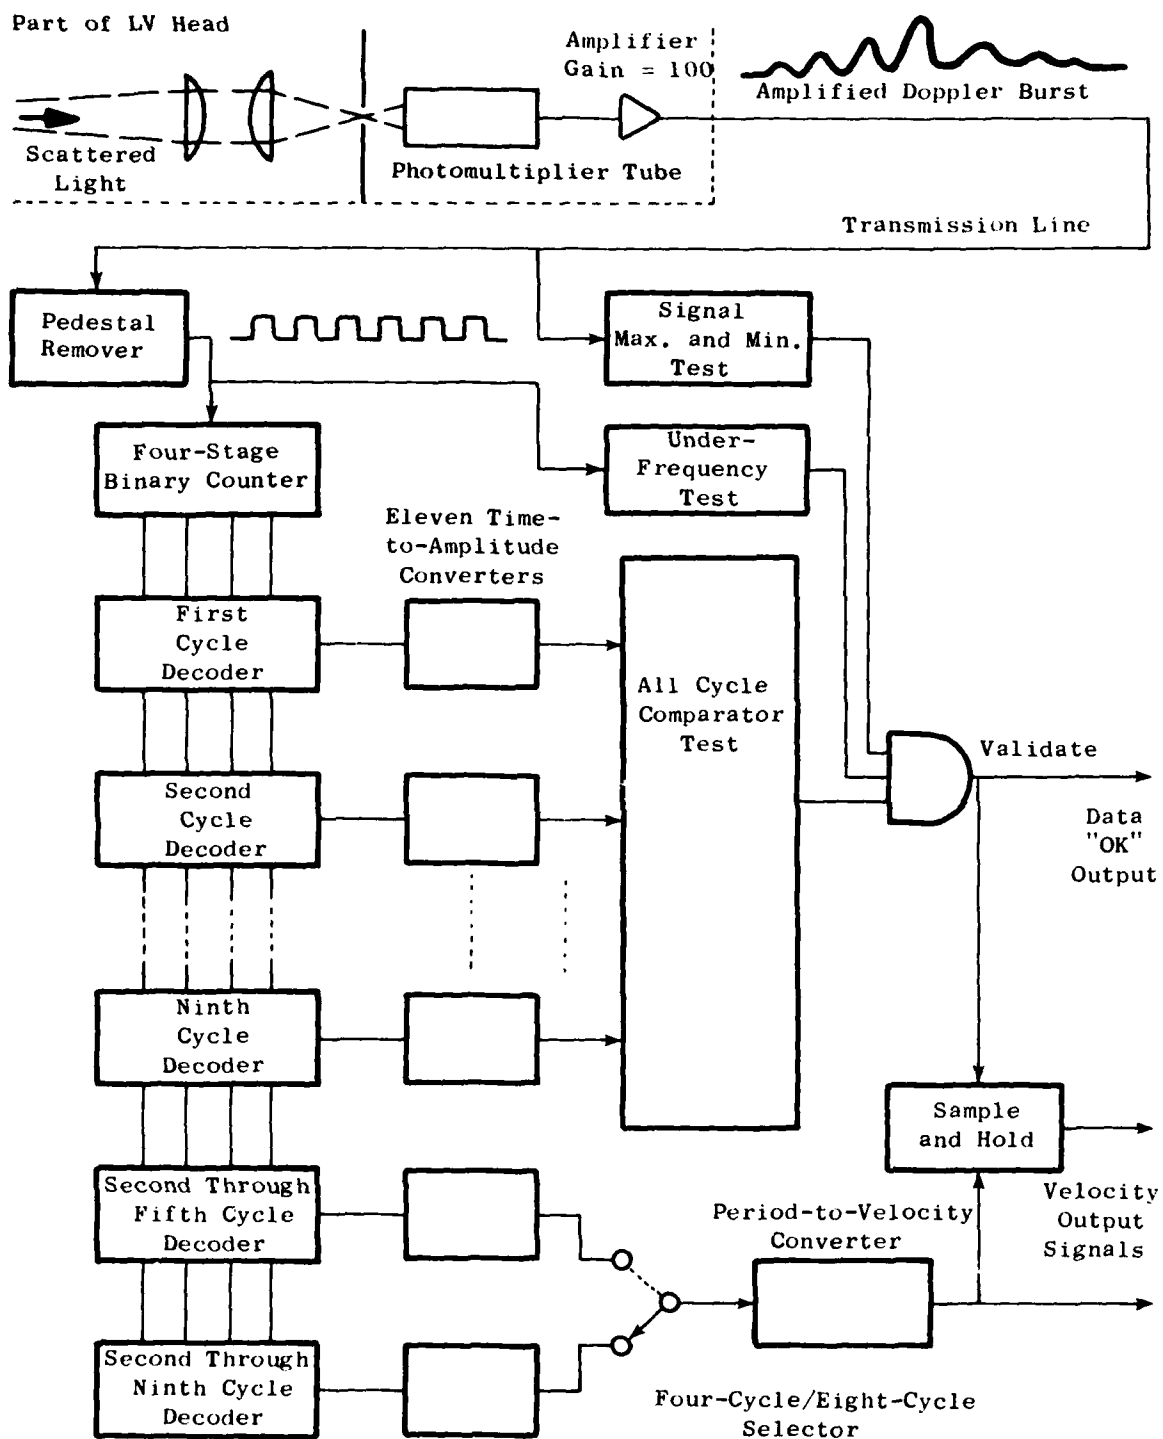 Part of LV Head
Amplifier
Gain = 100
Amplified Doppler Burst
Scattered
Light
Photomultiplier Tube
Transmission Line
Pedestal
Remover
Signal
Max. and Min.
Test
Four-Stage
Binary Counter
Under-
Frequency
Test
Eleven Time-
to-Amplitude
Converters
First
Cycle
Decoder
All Cycle
Comparator
Test
Validate
Second
Cycle
Decoder
Data
"OK"
Output
Ninth
Cycle
Decoder
Sample
and Hold
Second Through
Fifth Cycle
Decoder
Period-to-Velocity
Converter
Velocity
Output
Signals
Second Through
Ninth Cycle
Decoder
Four-Cycle/Eight-Cycle
Selector